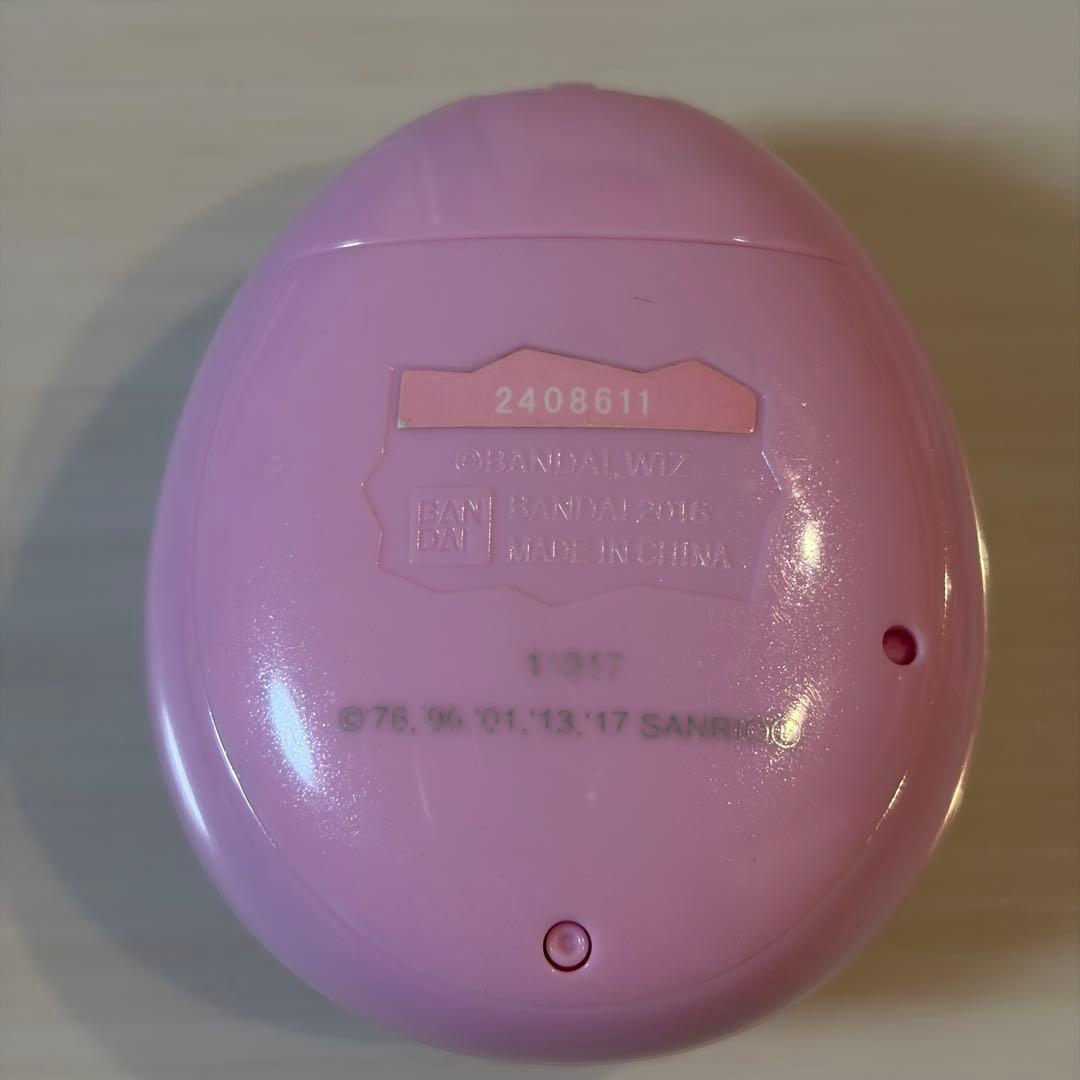 2408611
©BANDAI, WIZ
BAN
DAI
BANDAI 2016
MADE IN CHINA
11017
©'76, '96, '01, '13, '17 SANRIO®